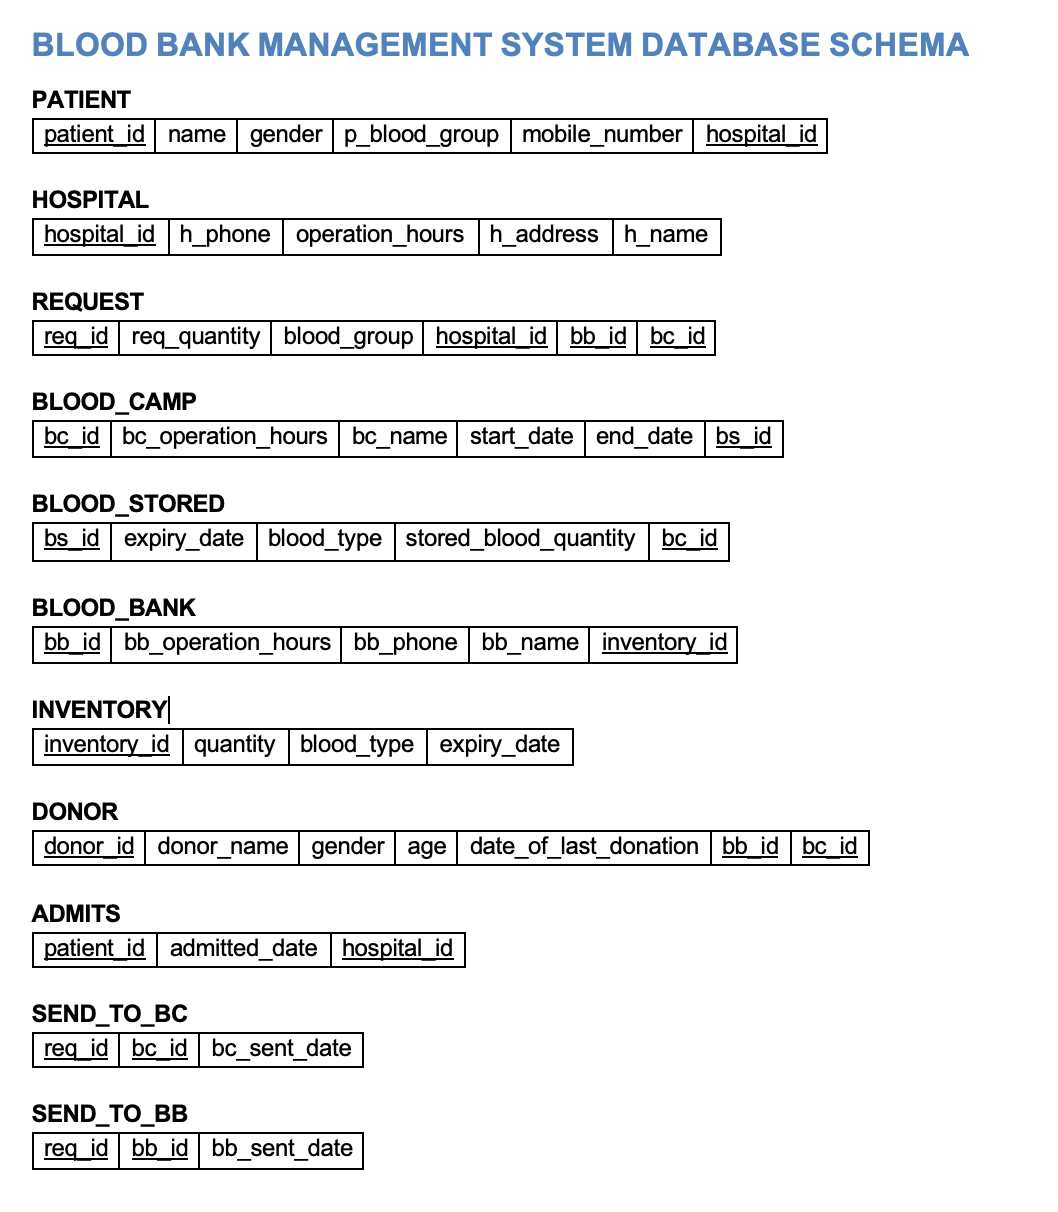 BLOOD BANK MANAGEMENT SYSTEM DATABASE SCHEMA
PATIENT
patient_id name gender p_blood_group mobile_number hospital_id
HOSPITAL
hospital_id h_phone operation_hours h_address h_name
REQUEST
req_id req_quantity blood_group hospital_id bb_id bc_id
BLOOD_CAMP
bc_id bc_operation_hours bc_name start_date end_date bs_id
BLOOD_STORED
bs_id expiry_date blood_type stored_blood_quantity bc_id
BLOOD_BANK
bb_id bb_operation_hours bb_phone bb_name inventory_id
INVENTORY
inventory_id quantity blood_type expiry_date
DONOR
donor_id donor_name gender age date_of_last_donation bb_id bc_id
ADMITS
patient_id admitted_date hospital_id
SEND_TO_BC
req_id bc_id bc_sent_date
SEND_TO_BB
req_id bb_id bb_sent_date